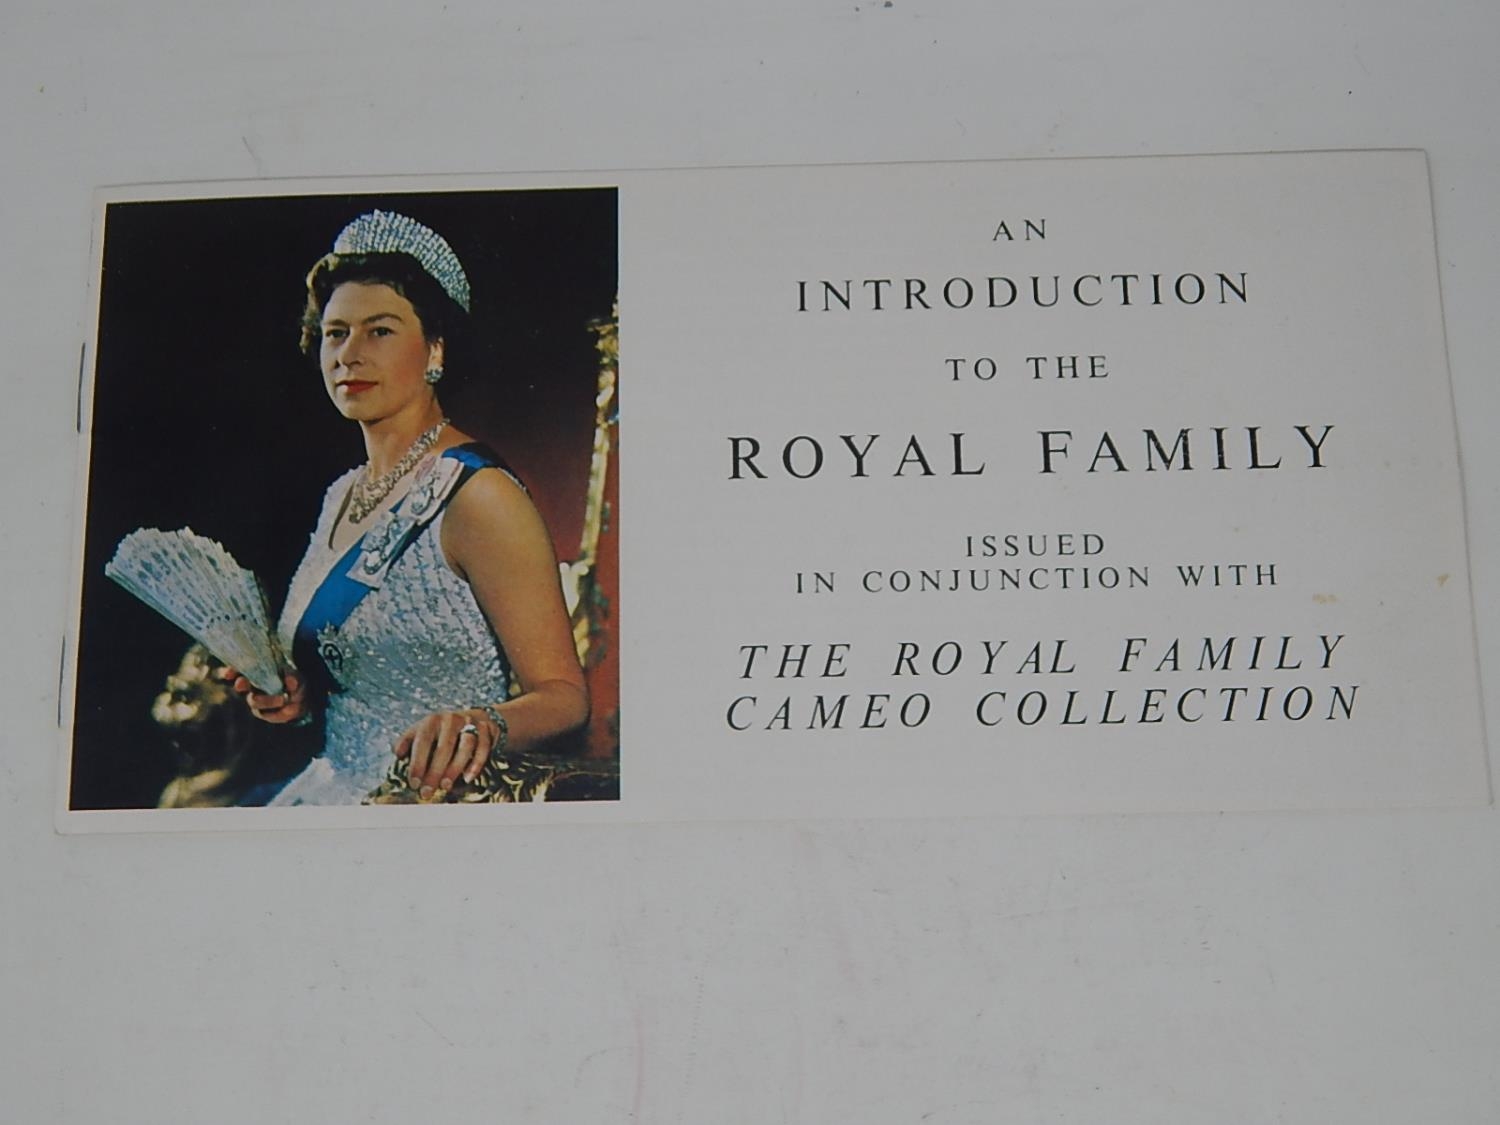 AN
INTRODUCTION
TO THE
ROYAL FAMILY
ISSUED
IN CONJUNCTION WITH
THE ROYAL FAMILY
CAMEO COLLECTION